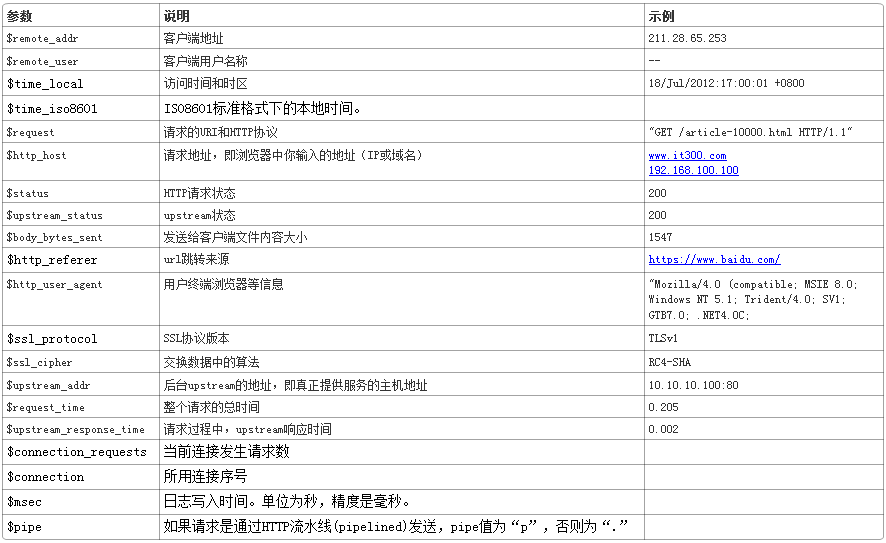 参数 说明 示例
$remote_addr 客户端地址 211.28.65.253
$remote_user 客户端用户名称 --
$time_local 访问时间和时区 18/Jul/2012:17:00:01 +0800
$time_iso8601 ISO8601标准格式下的本地时间。
$request 请求的URI和HTTP协议 "GET /article-10000.html HTTP/1.1"
$http_host 请求地址，即浏览器中你输入的地址（IP或域名） www.it300.com
192.168.100.100
$status HTTP请求状态 200
$upstream_status upstream状态 200
$body_bytes_sent 发送给客户端文件内容大小 1547
$http_referer url跳转来源 https://www.baidu.com/
$http_user_agent 用户终端浏览器等信息 "Mozilla/4.0 (compatible; MSIE 8.0;
Windows NT 5.1; Trident/4.0; SV1;
GTB7.0; .NET4.0C;
$ssl_protocol SSL协议版本 TLSv1
$ssl_cipher 交换数据中的算法 RC4-SHA
$upstream_addr 后台upstream的地址，即真正提供服务的主机地址 10.10.10.100:80
$request_time 整个请求的总时间 0.205
$upstream_response_time 请求过程中，upstream响应时间 0.002
$connection_requests 当前连接发生请求数
$connection 所用连接序号
$msec 日志写入时间。单位为秒，精度是毫秒。
$pipe 如果请求是通过HTTP流水线(pipelined)发送，pipe值为“p”，否则为“.”